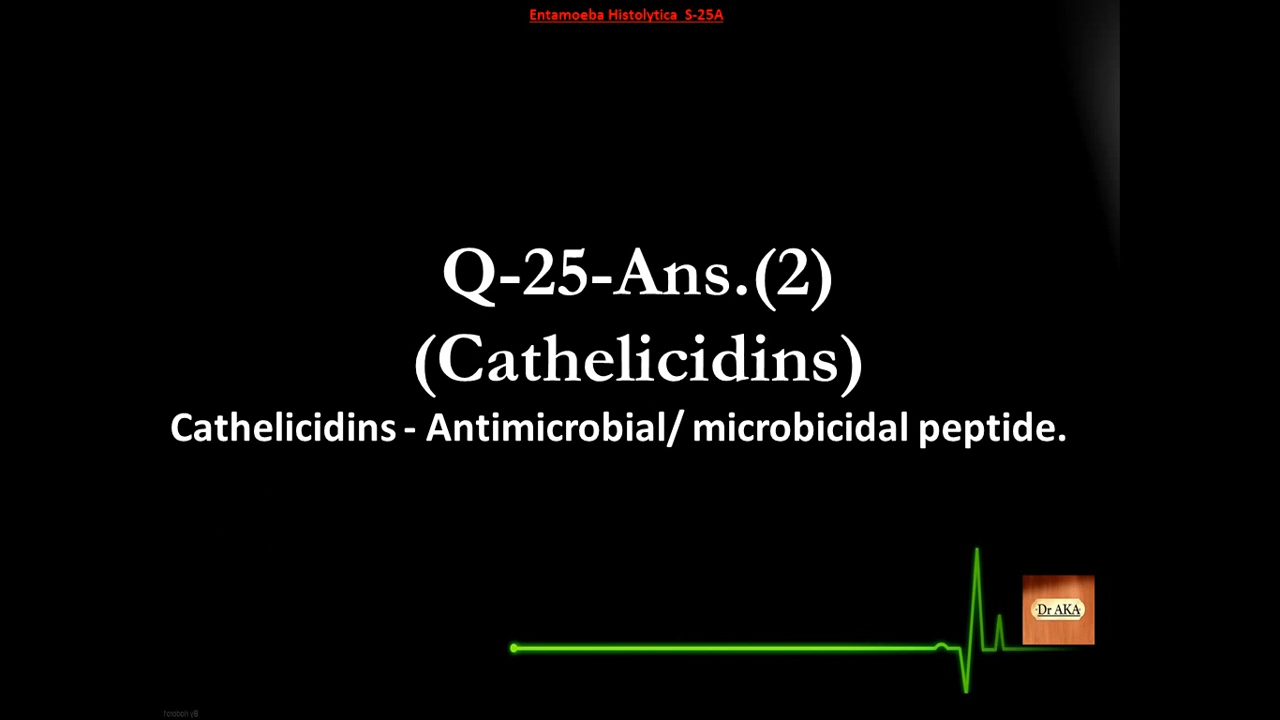 Entamoeba Histolytica S-25A
Q-25-Ans.(2)
(Cathelicidins)
Cathelicidins - Antimicrobial/ microbicidal peptide.
Dr AKA